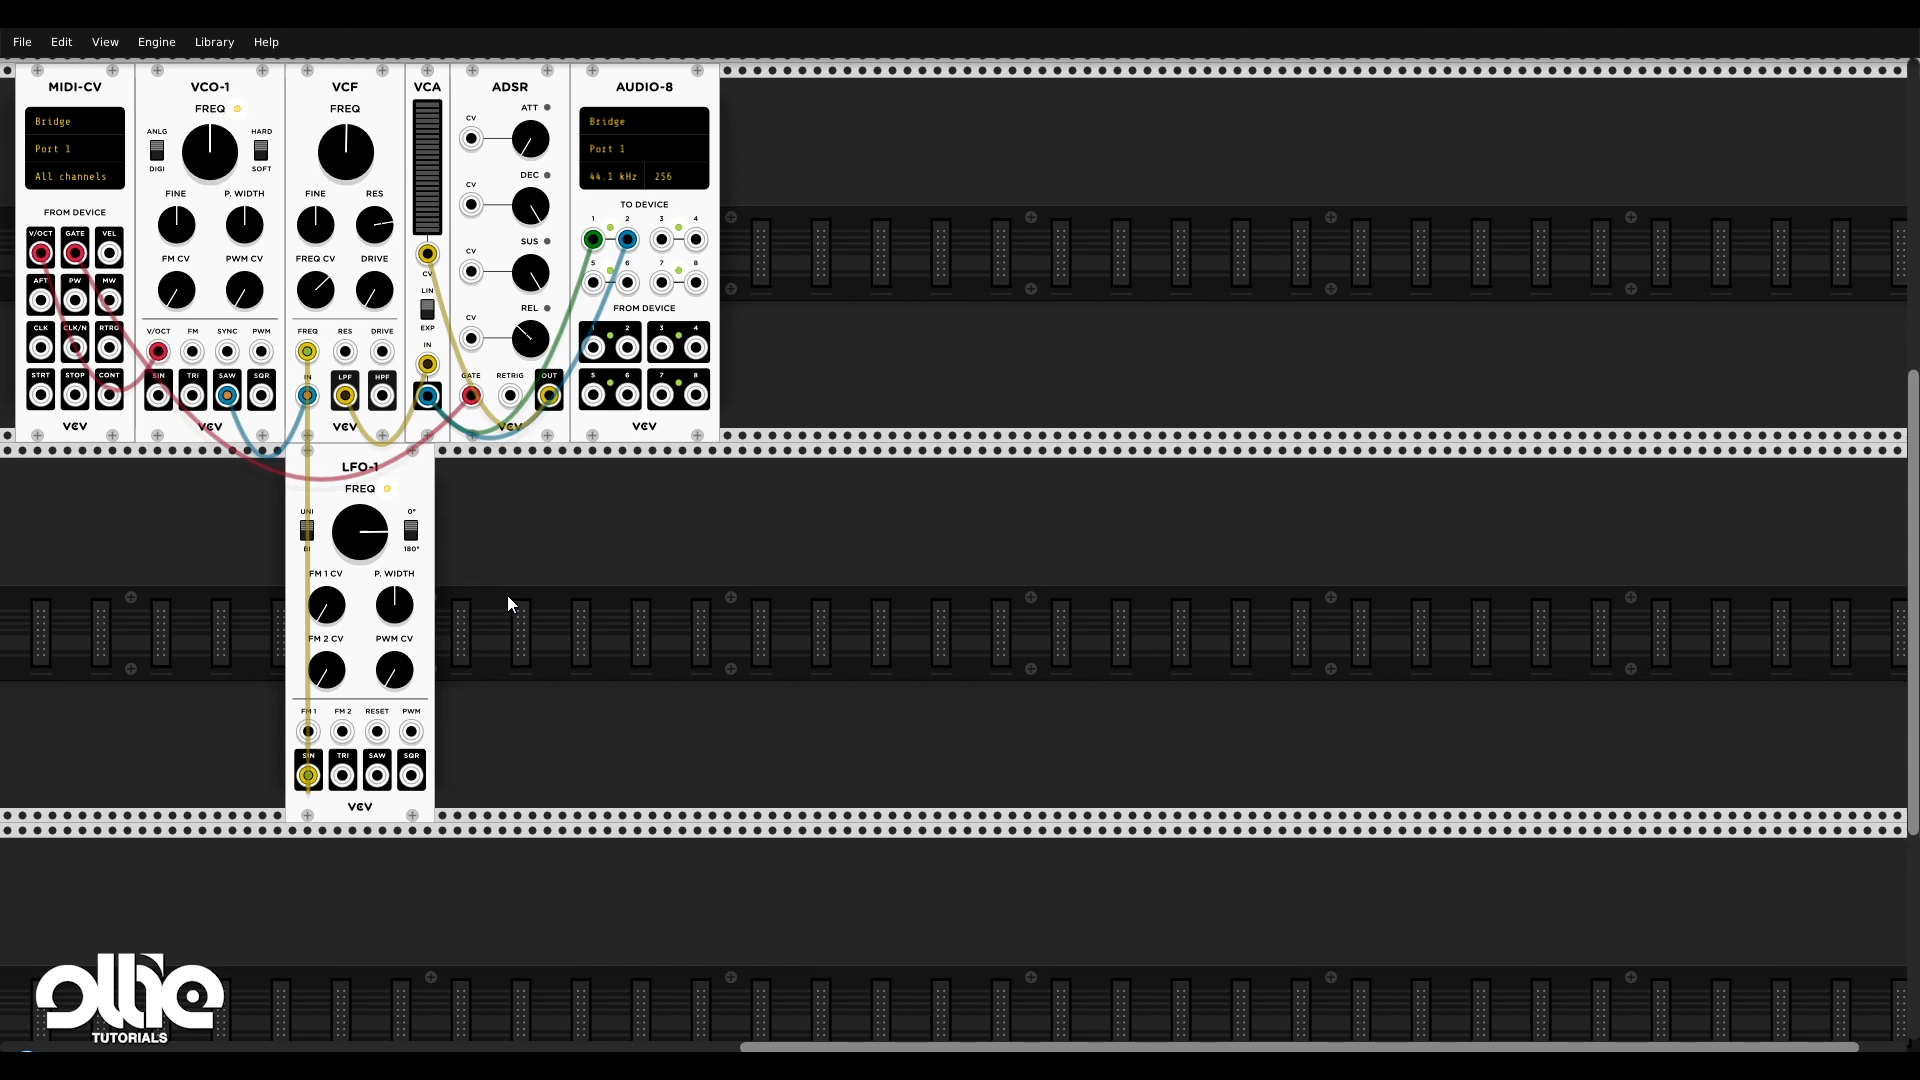 File Edit View Engine Library Help
MIDI-CV
Bridge
Port 1
All channels
FROM DEVICE
V/OCT GATE VEL
AFT PW MW
CLK CLK/N RTRG
STRT STOP CONT
VCV
VCO-1
FREQ
ANLG HARD
DIGI SOFT
FINE P. WIDTH
FM CV PWM CV
V/OCT FM SYNC PWM
SIN TRI SAW SQR
VCV
VCF
FREQ
FINE RES
FREQ CV DRIVE
FREQ RES DRIVE
IN LPF HPF
VCV
VCA
CV
LIN
EXP
IN
ADSR
ATT
CV
DEC
CV
SUS
CV
REL
CV
GATE RETRIG OUT
VCV
AUDIO-8
Bridge
Port 1
44.1 kHz 256
TO DEVICE
1 2 3 4
5 6 7 8
FROM DEVICE
1 2 3 4
5 6 7 8
VCV
LFO-1
FREQ
UNI 0°
BI 180°
FM 1 CV P. WIDTH
FM 2 CV PWM CV
FM 1 FM 2 RESET PWM
SIN TRI SAW SQR
VCV
ollie
TUTORIALS